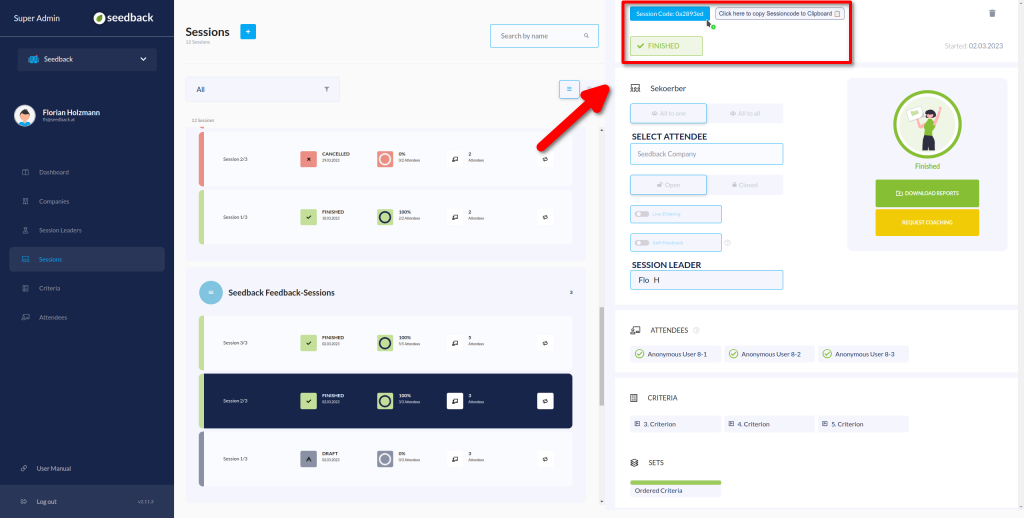 Super Admin
seedback
Seedback
Florian Holzmann
fh@seedback.at
Dashboard
Companies
Session Leaders
Sessions
Criteria
Attendees
User Manual
Log out
Sessions
+
22 Sessions
Search by name
All
22 Sessions
Session 2/3
CANCELLED
29.03.2023
0%
0/2 Attendees
2
Attendees
Session 1/3
FINISHED
10.03.2023
100%
2/2 Attendees
2
Attendees
Seedback Feedback-Sessions
3
Session 3/3
FINISHED
02.03.2023
100%
5/5 Attendees
5
Attendees
Session 2/3
FINISHED
02.03.2023
100%
3/3 Attendees
3
Attendees
Session 1/3
DRAFT
02.03.2023
0%
0/3 Attendees
3
Attendees
Session Code: 0x2893ed
Click here to copy Sessioncode to Clipboard
FINISHED
Started: 02.03.2023
Sekoerber
All to one
All to all
SELECT ATTENDEE
Seedback Company
Open
Closed
Live Sharing
Self-Feedback
SESSION LEADER
Flo H
Finished
DOWNLOAD REPORTS
REQUEST COACHING
ATTENDEES
Anonymous User 8-1
Anonymous User 8-2
Anonymous User 8-3
CRITERIA
3. Criterion
4. Criterion
5. Criterion
SETS
Ordered Criteria